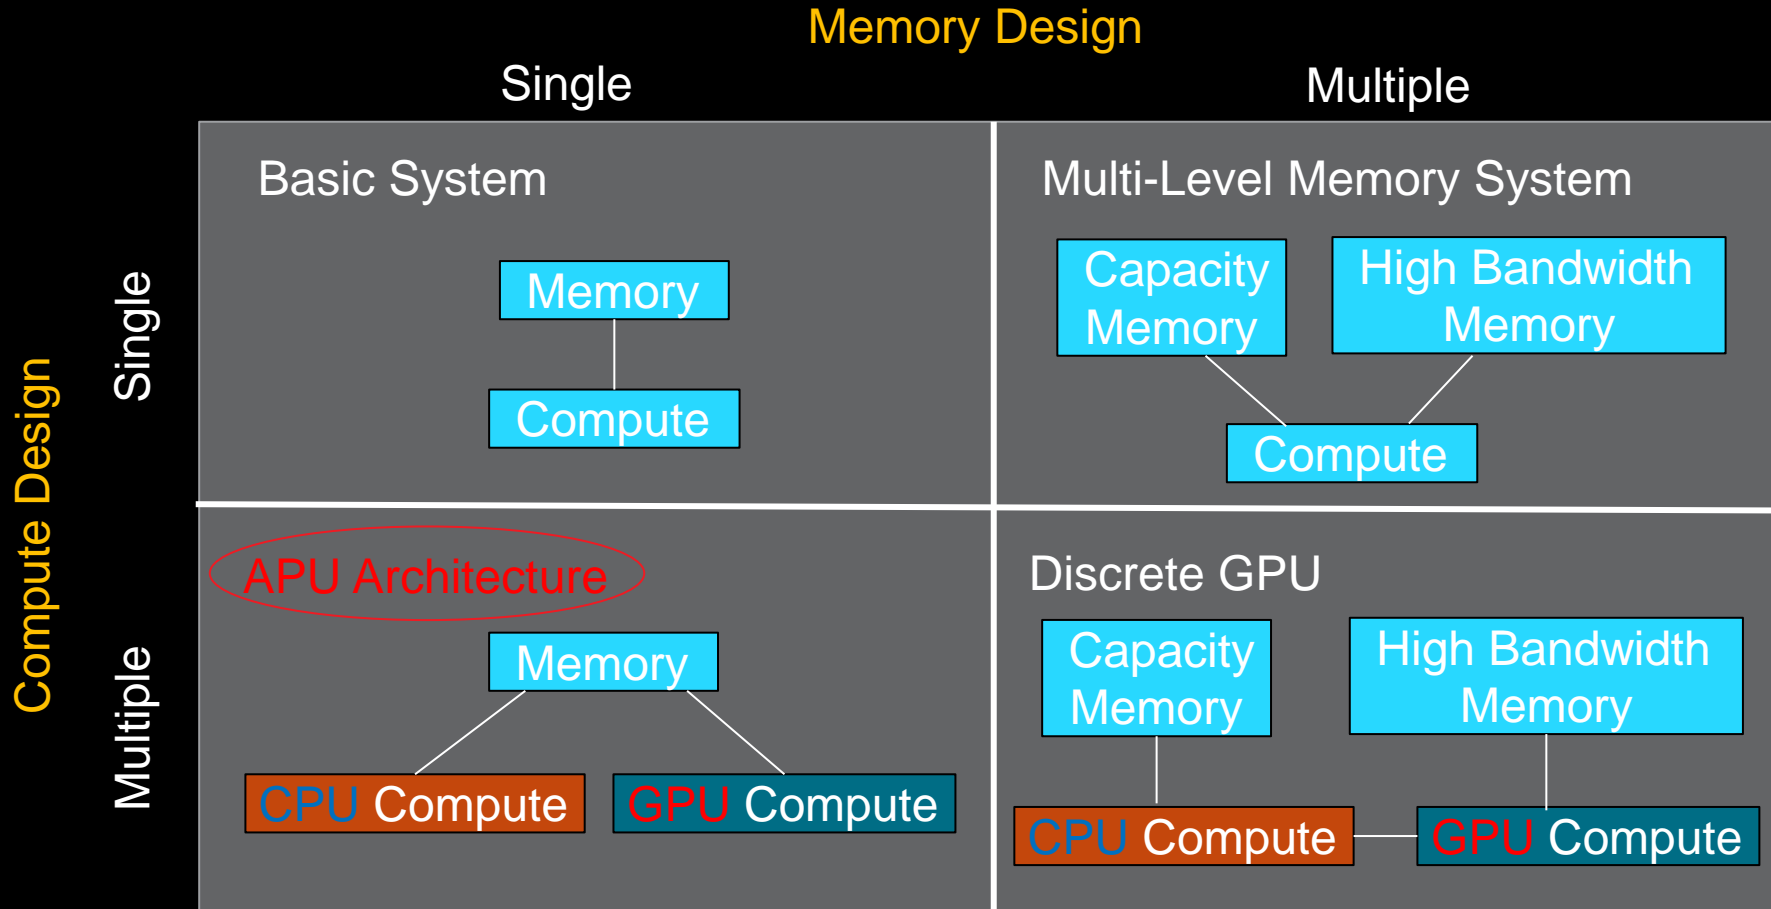 Memory Design
Single
Multiple
Compute Design
Single
Basic System
Memory
Compute
Multi-Level Memory System
Capacity
Memory
High Bandwidth
Memory
Compute
Multiple
APU Architecture
Memory
CPU Compute
GPU Compute
Discrete GPU
Capacity
Memory
High Bandwidth
Memory
CPU Compute
GPU Compute